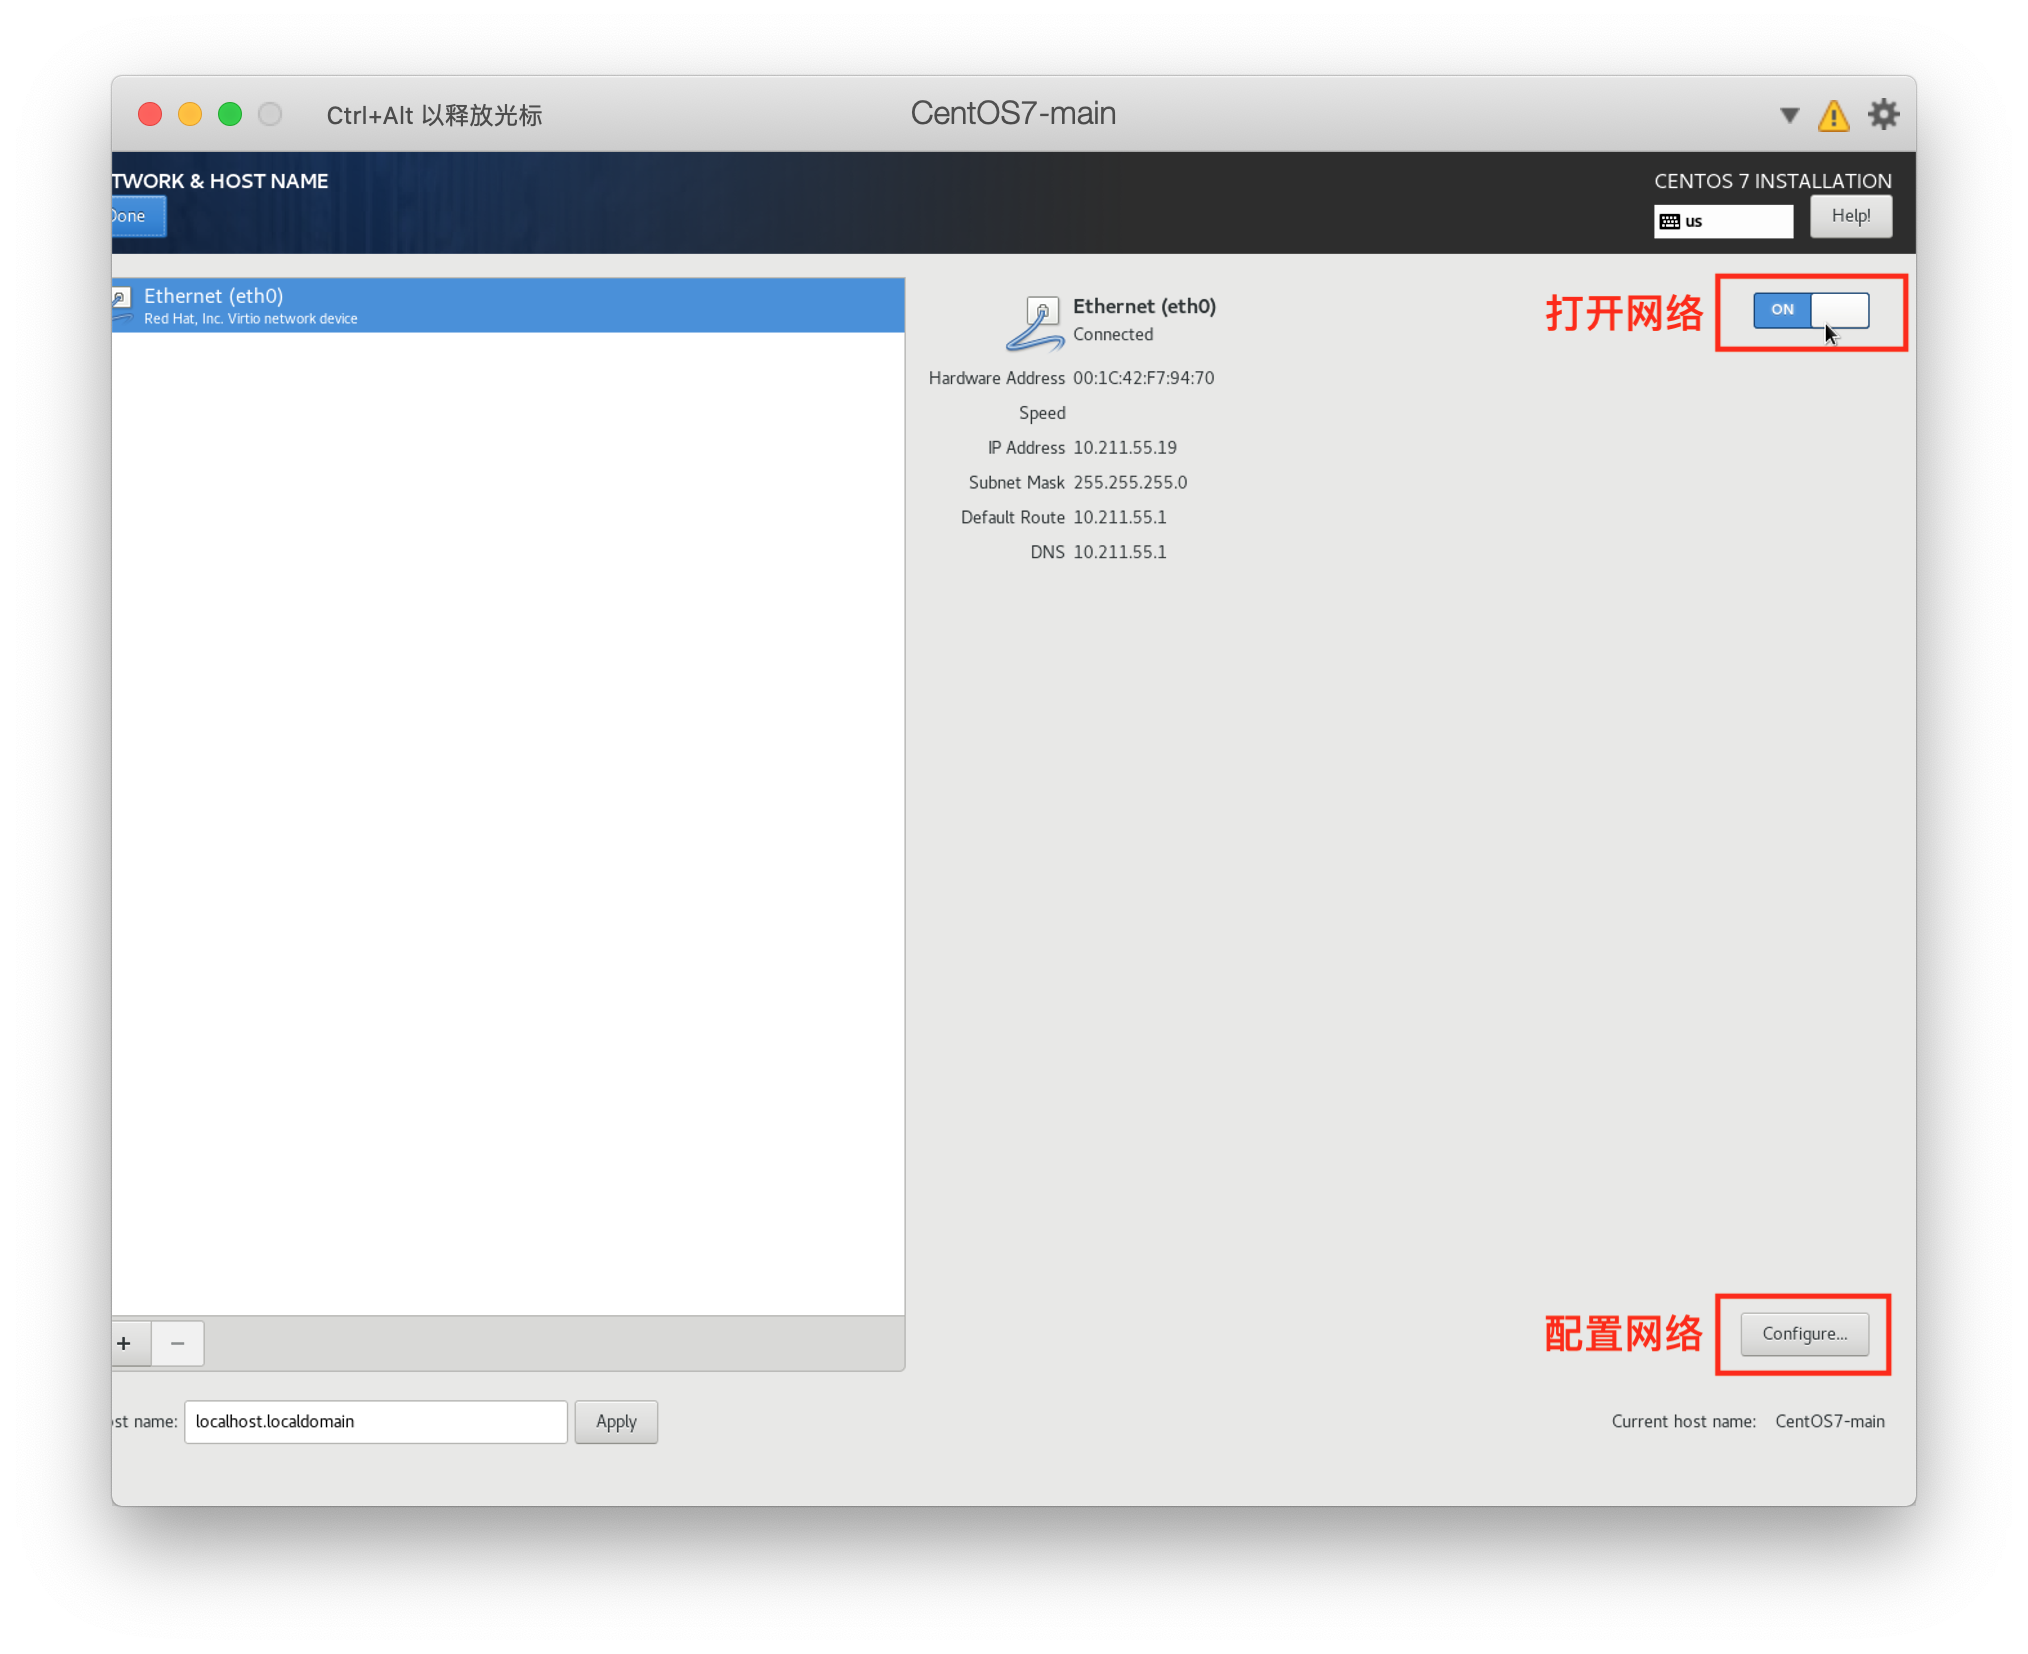 Ctrl+Alt 以释放光标
CentOS7-main
TWORK & HOST NAME
CENTOS 7 INSTALLATION
Done
us
Help!
Ethernet (eth0)
Red Hat, Inc. Virtio network device
Ethernet (eth0)
Connected
打开网络
ON
Hardware Address 00:1C:42:F7:94:70
Speed
IP Address 10.211.55.19
Subnet Mask 255.255.255.0
Default Route 10.211.55.1
DNS 10.211.55.1
+
−
配置网络
Configure...
st name:
localhost.localdomain
Apply
Current host name: CentOS7-main